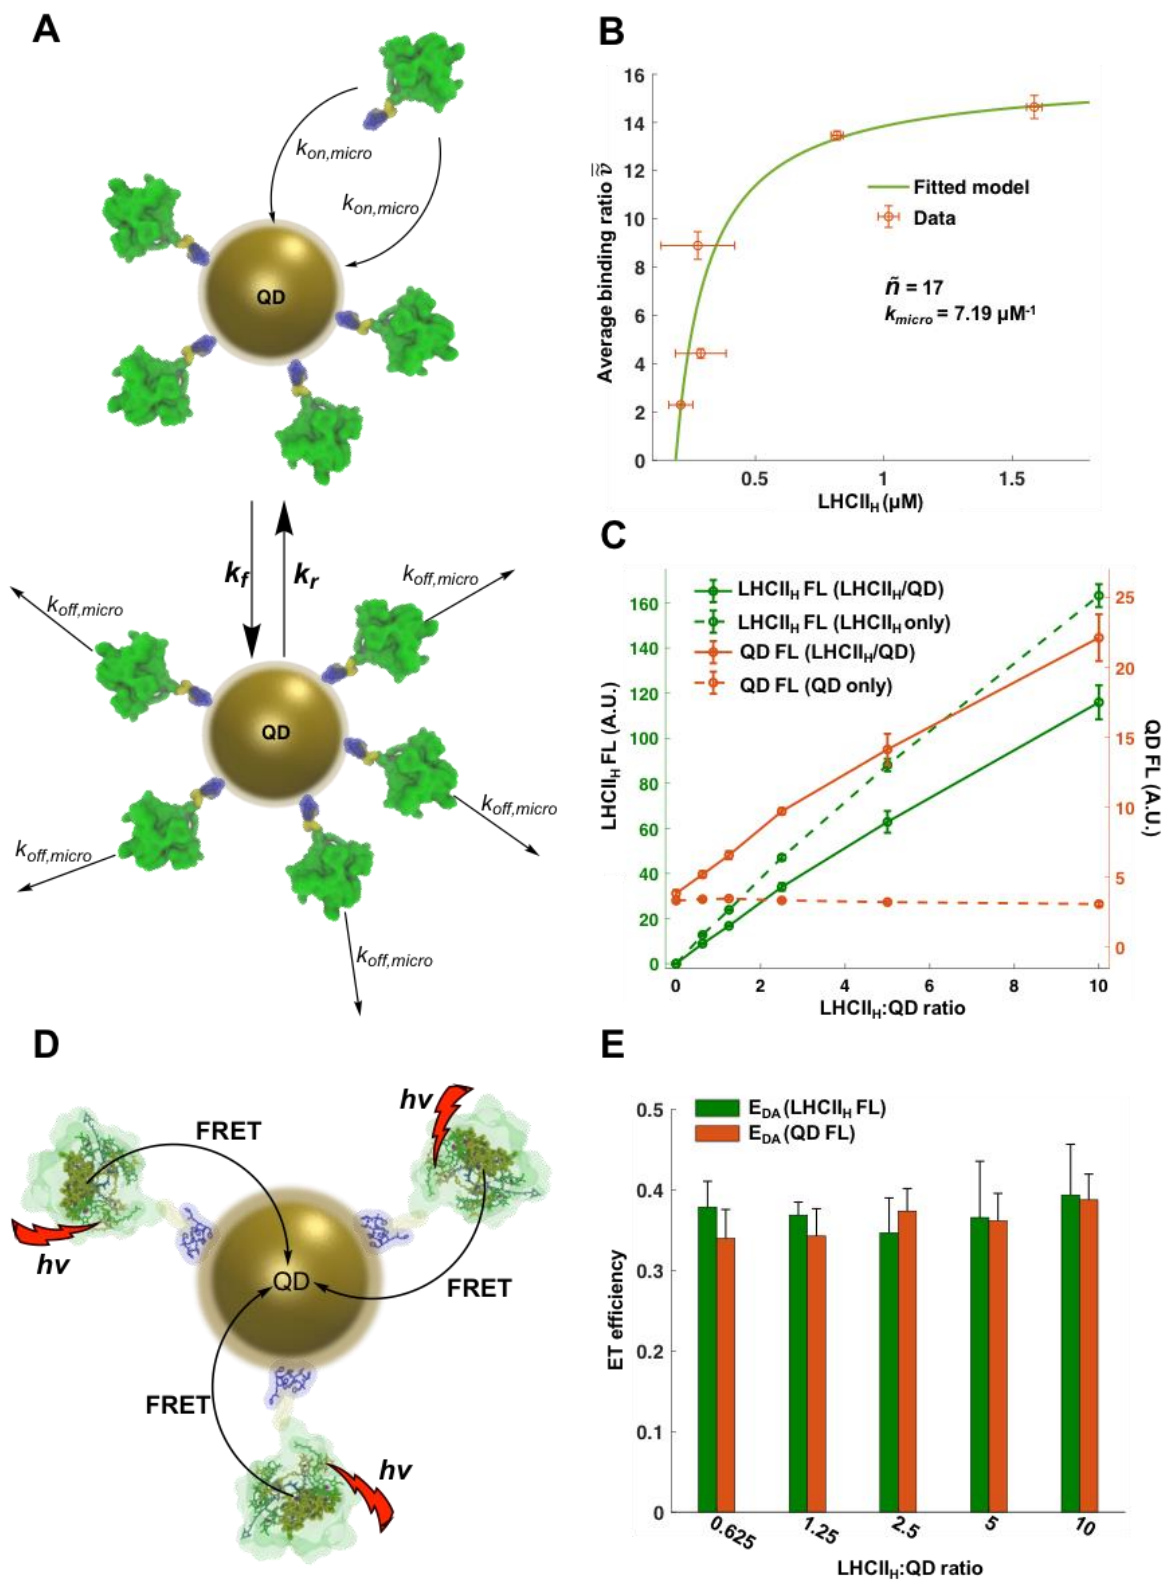 A
k_on,micro
k_on,micro
QD
k_f
k_r
k_off,micro
k_off,micro
QD
k_off,micro
k_off,micro
k_off,micro
B
16
14
12
10
8
6
4
2
0
Average binding ratio ṽ̄
Fitted model
Data
ñ = 17
k_micro = 7.19 µM⁻¹
0.5
1
1.5
LHCII_H (µM)
C
LHCII_H FL (LHCII_H/QD)
LHCII_H FL (LHCII_H only)
QD FL (LHCII_H/QD)
QD FL (QD only)
160
140
120
100
80
60
40
20
0
LHCII_H FL (A.U.)
25
20
15
10
5
0
QD FL (A.U.)
0
2
4
6
8
10
LHCII_H:QD ratio
D
hv
FRET
hv
QD
FRET
FRET
hv
E
E_DA (LHCII_H FL)
E_DA (QD FL)
0.5
0.4
0.3
0.2
0.1
0
ET efficiency
0.625
1.25
2.5
5
10
LHCII_H:QD ratio